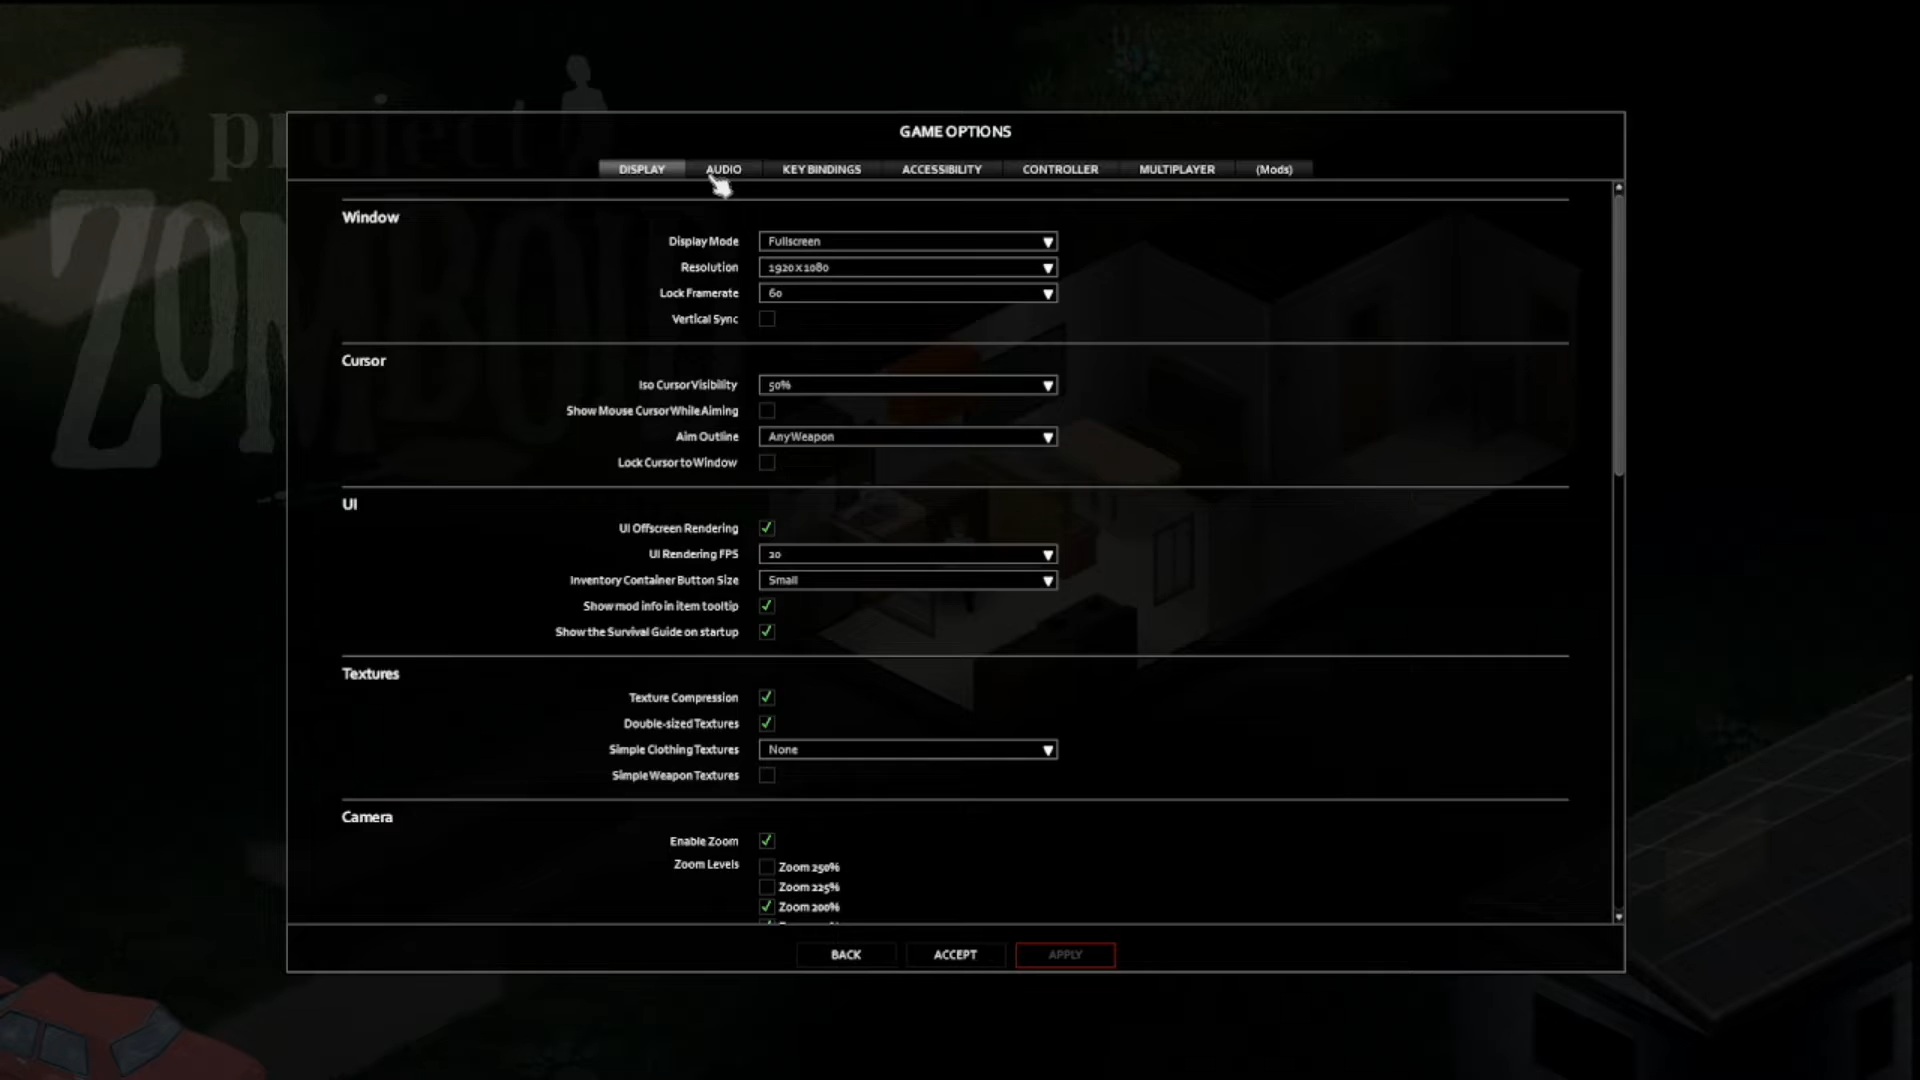 project
ZOMBOID
GAME OPTIONS
DISPLAY AUDIO KEY BINDINGS ACCESSIBILITY CONTROLLER MULTIPLAYER (Mods)
Window
Display Mode Fullscreen
Resolution 1920 x 1080
Lock Framerate 60
Vertical Sync
Cursor
Iso Cursor Visibility 50%
Show Mouse Cursor While Aiming
Aim Outline Any Weapon
Lock Cursor to Window
UI
UI Offscreen Rendering
UI Rendering FPS 20
Inventory Container Button Size Small
Show mod info in item tooltip
Show the Survival Guide on startup
Textures
Texture Compression
Double-sized Textures
Simple Clothing Textures None
Simple Weapon Textures
Camera
Enable Zoom
Zoom Levels Zoom 250%
Zoom 225%
Zoom 200%
BACK ACCEPT APPLY